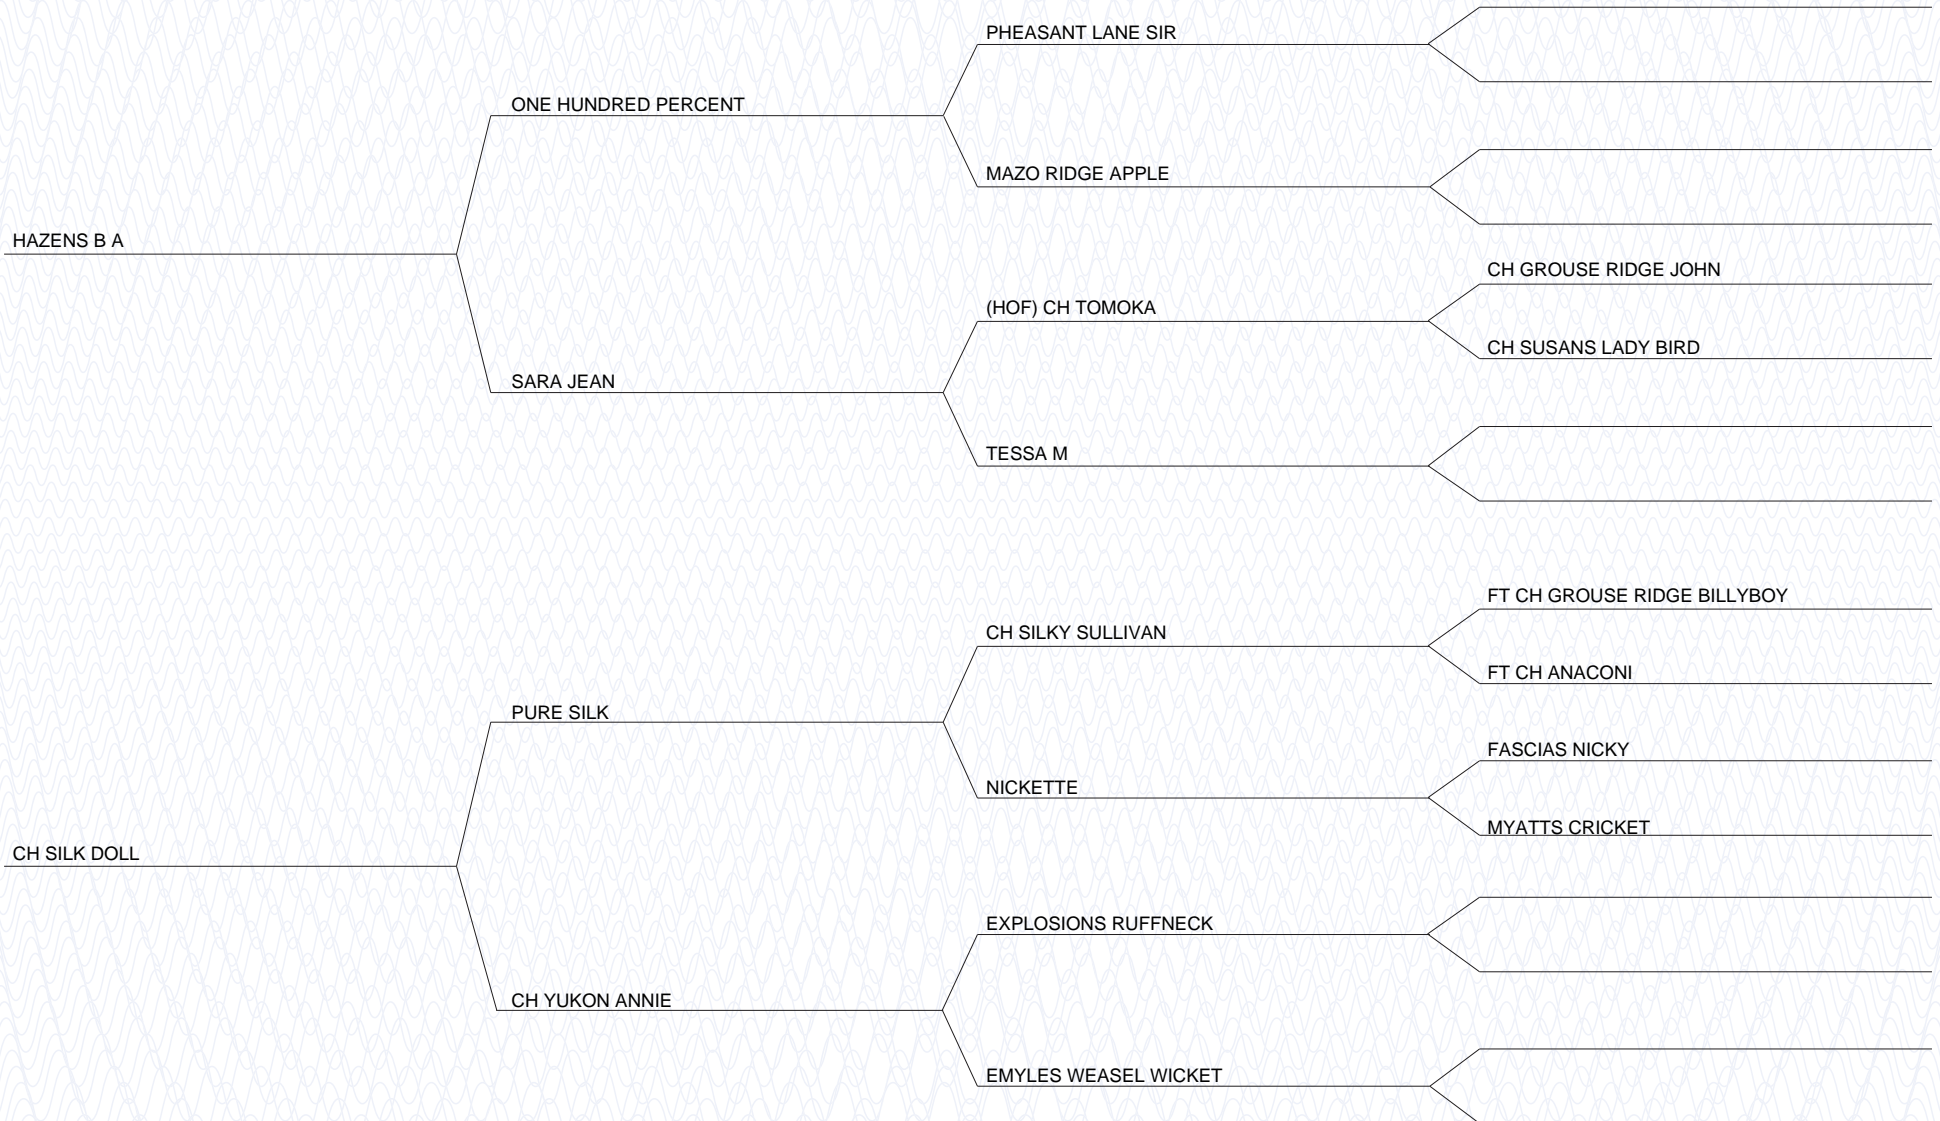 PHEASANT LANE SIR
ONE HUNDRED PERCENT
MAZO RIDGE APPLE
HAZENS B A
CH GROUSE RIDGE JOHN
(HOF) CH TOMOKA
CH SUSANS LADY BIRD
SARA JEAN
TESSA M
FT CH GROUSE RIDGE BILLYBOY
CH SILKY SULLIVAN
FT CH ANACONI
PURE SILK
FASCIAS NICKY
NICKETTE
MYATTS CRICKET
CH SILK DOLL
EXPLOSIONS RUFFNECK
CH YUKON ANNIE
EMYLES WEASEL WICKET